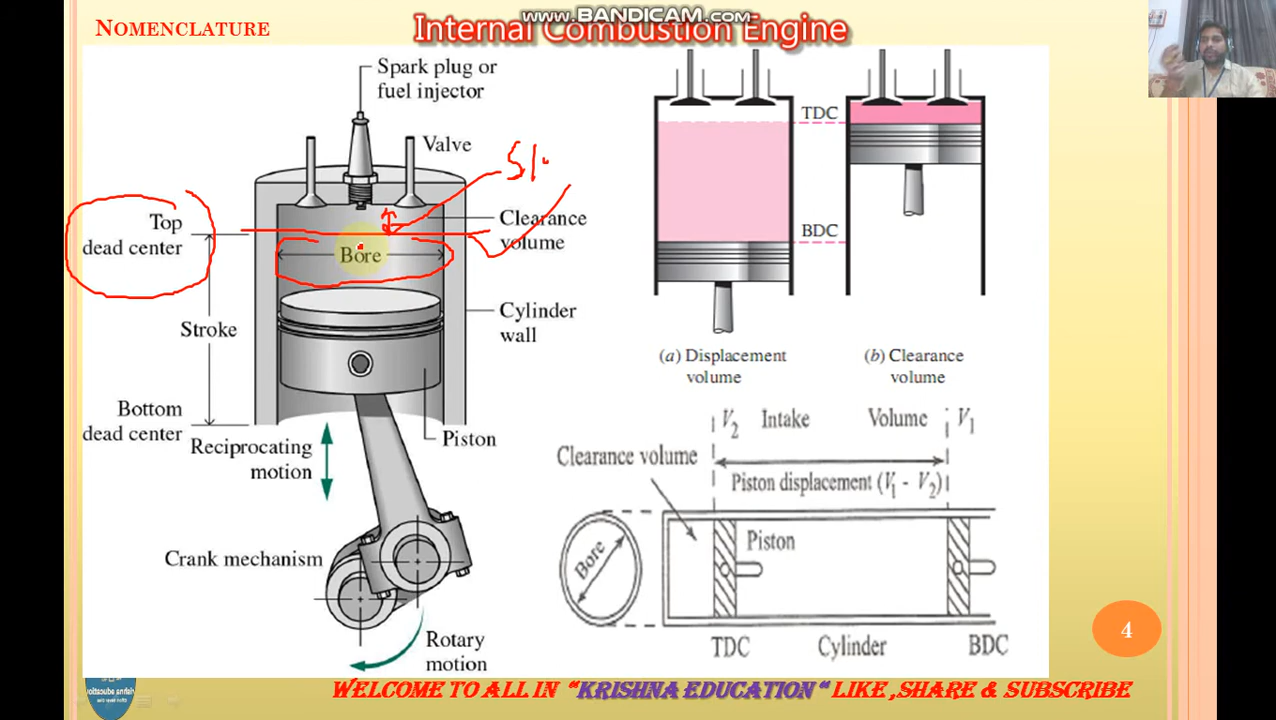 NOMENCLATURE
www.BANDICAM.com
Internal Combustion Engine
Spark plug or
fuel injector
Valve
Top
dead center
Clearance
volume
Bore
Stroke
Cylinder
wall
Bottom
dead center
Reciprocating
motion
Piston
Crank mechanism
Rotary
motion
TDC
BDC
(a) Displacement
volume
(b) Clearance
volume
V2 Intake Volume V1
Clearance volume
Piston displacement (V1 - V2)
Bore
Piston
TDC Cylinder BDC
4
WELCOME TO ALL IN “KRISHNA EDUCATION“ LIKE ,SHARE & SUBSCRIBE